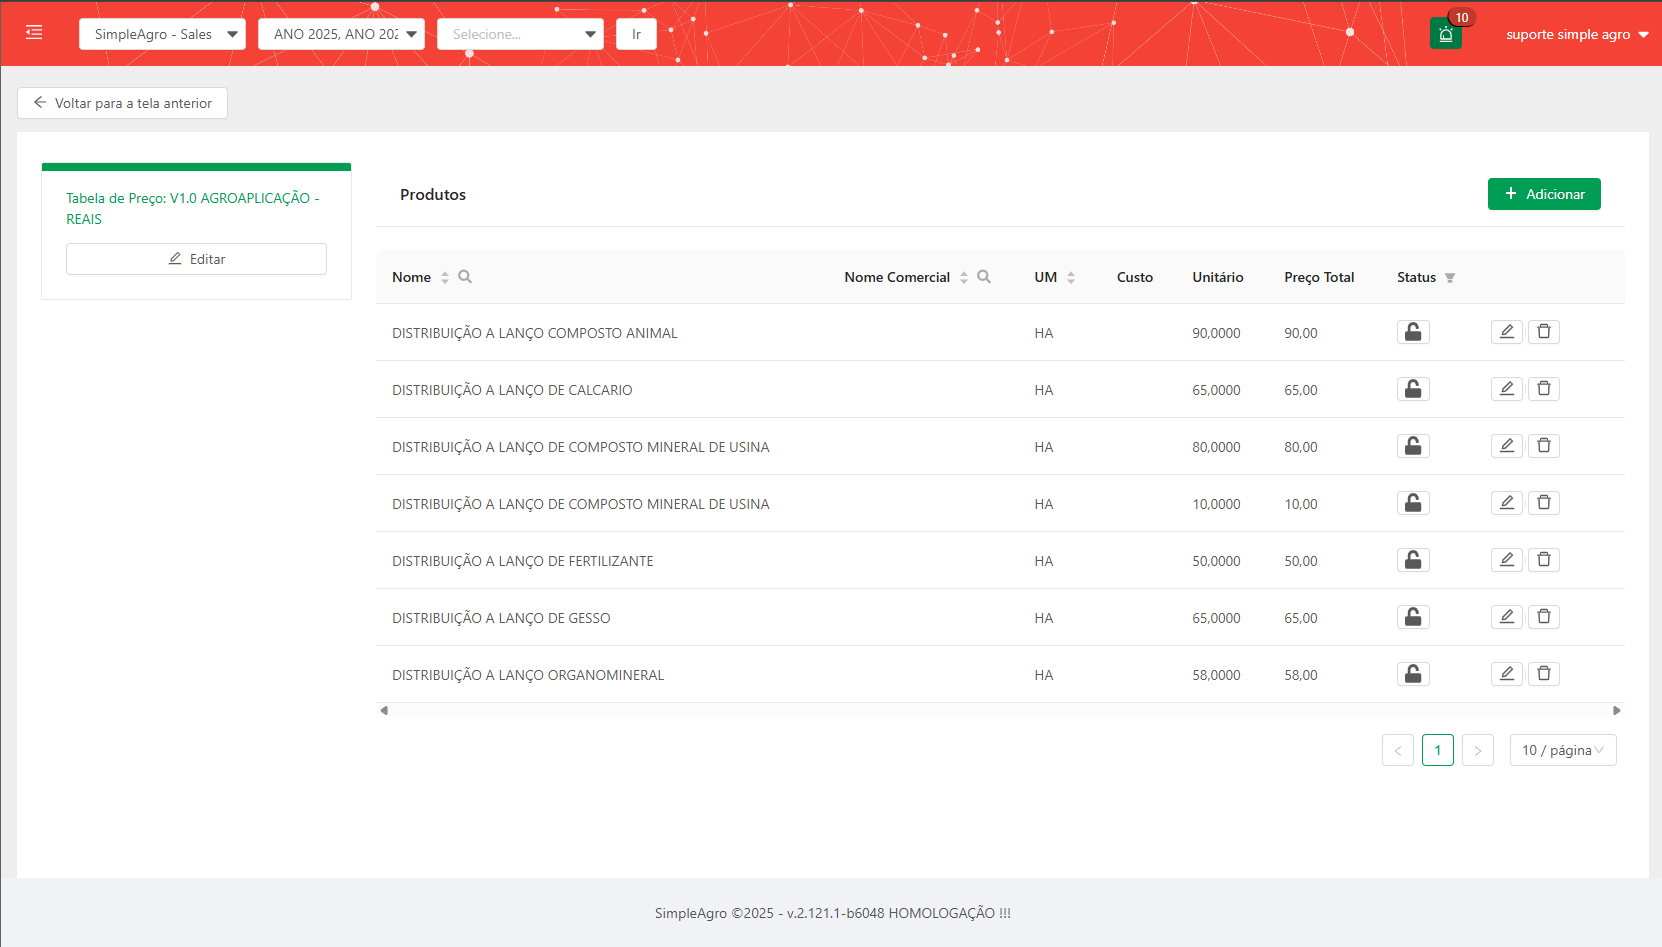 SimpleAgro - Sales
ANO 2025, ANO 202
Selecione...
Ir
10
suporte simple agro
Voltar para a tela anterior
Tabela de Preço: V1.0 AGROAPLICAÇÃO -
REAIS
Editar
Produtos
Adicionar
Nome Nome Comercial UM Custo Unitário Preço Total Status
DISTRIBUIÇÃO A LANÇO COMPOSTO ANIMAL HA 90,0000 90,00
DISTRIBUIÇÃO A LANÇO DE CALCARIO HA 65,0000 65,00
DISTRIBUIÇÃO A LANÇO DE COMPOSTO MINERAL DE USINA HA 80,0000 80,00
DISTRIBUIÇÃO A LANÇO DE COMPOSTO MINERAL DE USINA HA 10,0000 10,00
DISTRIBUIÇÃO A LANÇO DE FERTILIZANTE HA 50,0000 50,00
DISTRIBUIÇÃO A LANÇO DE GESSO HA 65,0000 65,00
DISTRIBUIÇÃO A LANÇO ORGANOMINERAL HA 58,0000 58,00
< 1 > 10 / página
SimpleAgro ©2025 - v.2.121.1-b6048 HOMOLOGAÇÃO !!!